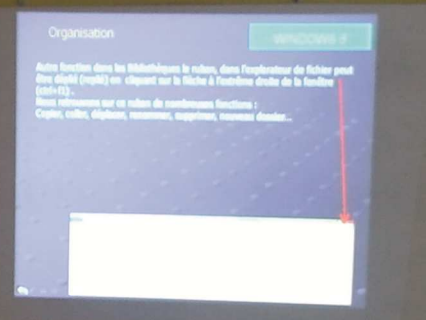 Organisation
WINDOWS 8
Autre fonction dans les Bibliothèques le ruban, dans l'explorateur de fichier peut
être déplié (replié) en cliquant sur la flèche à l'extrême droite de la fenêtre
(ctrl+f1) .
Nous retrouvons sur ce ruban de nombreuses fonctions :
Copier, coller, déplacer, renommer, supprimer, nouveau dossier...